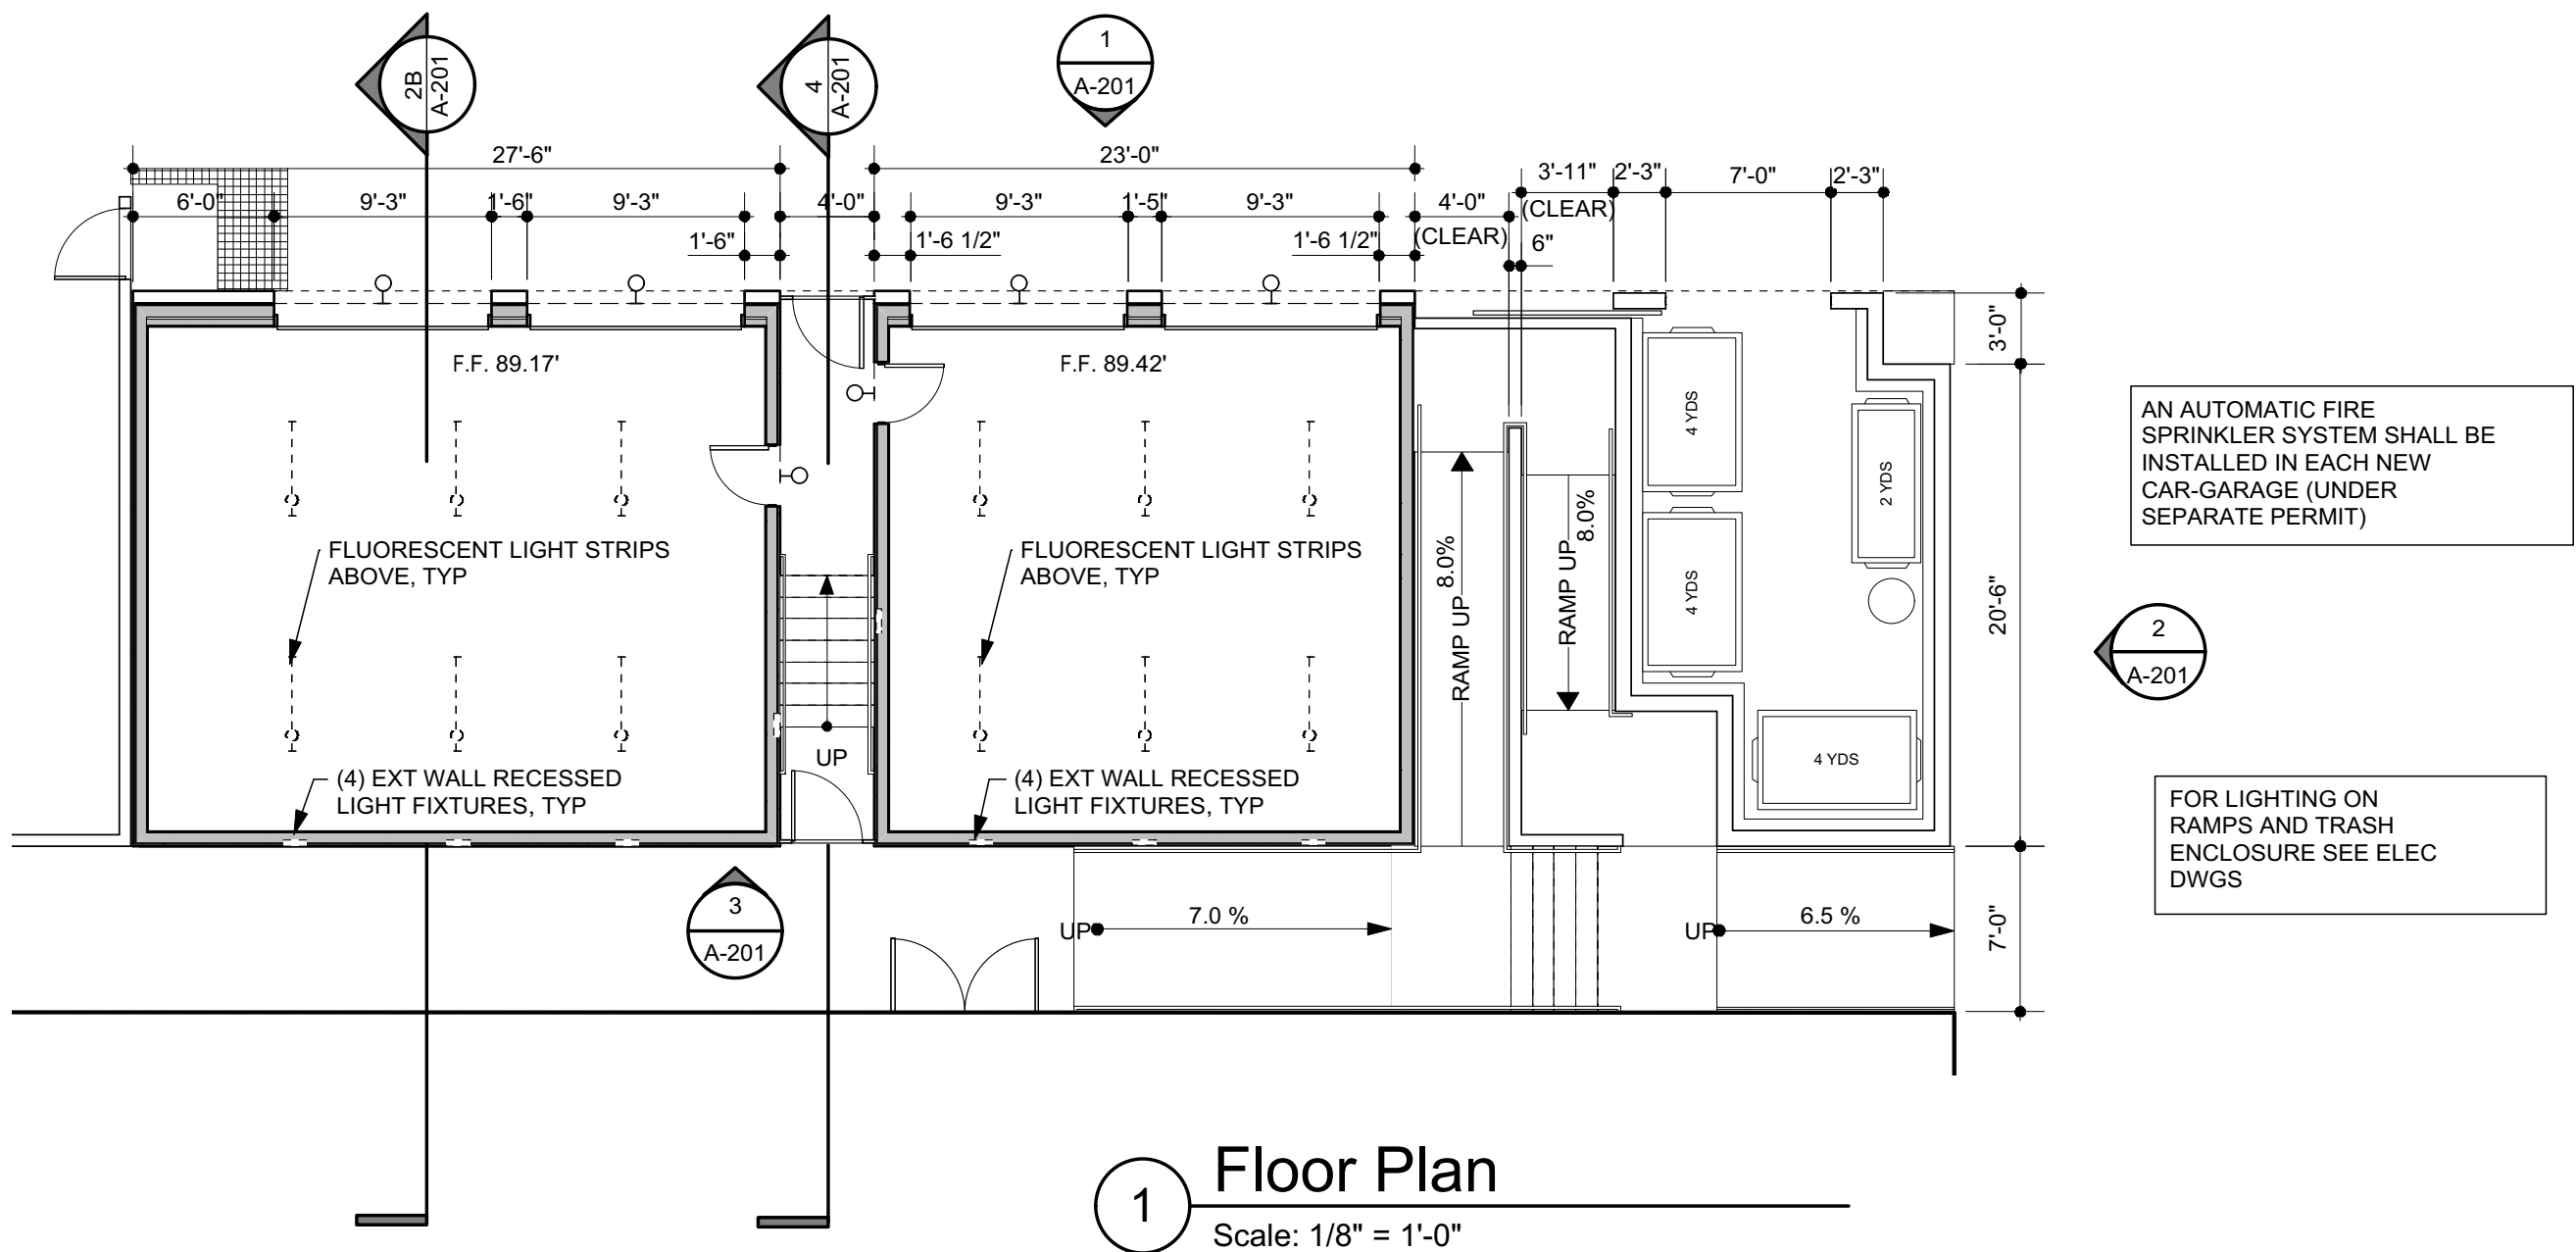 2B
A-201
4
A-201
1
A-201
27'-6"
23'-0"
3'-11"
2'-3"
7'-0"
2'-3"
(CLEAR)
6'-0"
9'-3"
1'-6"
9'-3"
4'-0"
9'-3"
1'-5"
9'-3"
4'-0"
(CLEAR)
1'-6"
1'-6 1/2"
1'-6 1/2"
6"
F.F. 89.17'
F.F. 89.42'
3'-0"
20'-6"
7'-0"
4 YDS
2 YDS
4 YDS
4 YDS
AN AUTOMATIC FIRE
SPRINKLER SYSTEM SHALL BE
INSTALLED IN EACH NEW
CAR-GARAGE (UNDER
SEPARATE PERMIT)
FLUORESCENT LIGHT STRIPS
ABOVE, TYP
FLUORESCENT LIGHT STRIPS
ABOVE, TYP
RAMP UP
8.0%
RAMP UP
8.0%
2
A-201
UP
(4) EXT WALL RECESSED
LIGHT FIXTURES, TYP
(4) EXT WALL RECESSED
LIGHT FIXTURES, TYP
FOR LIGHTING ON
RAMPS AND TRASH
ENCLOSURE SEE ELEC
DWGS
3
A-201
UP
7.0 %
UP
6.5 %
1
Floor Plan
Scale: 1/8" = 1'-0"